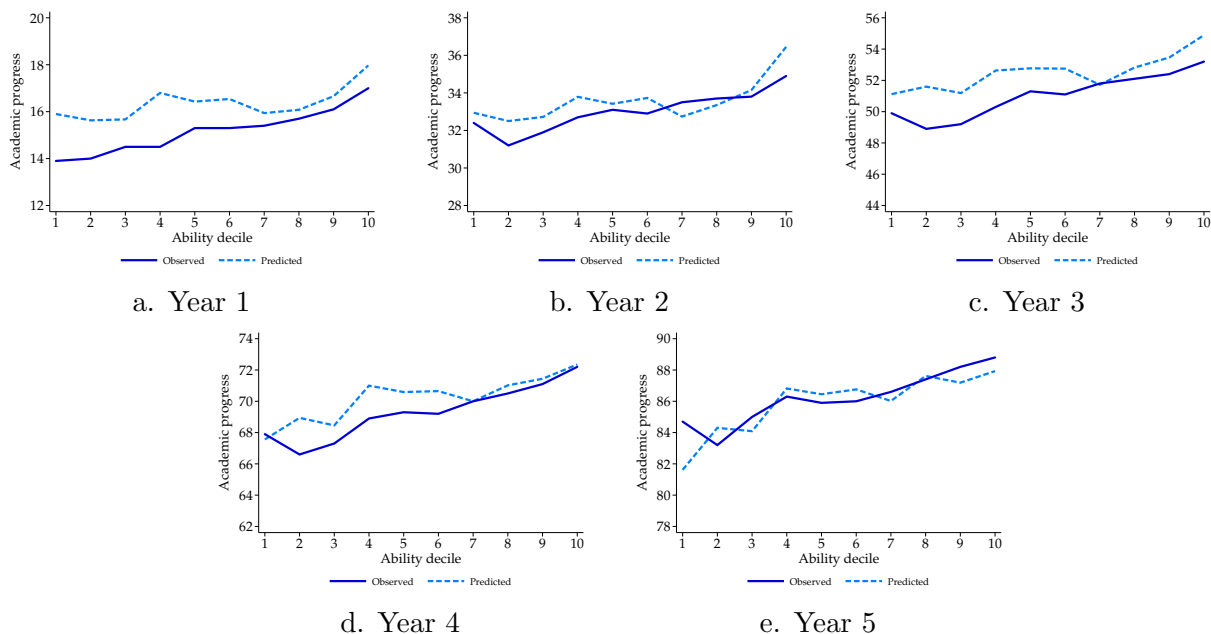 20
18
16
14
12
Academic progress
1 2 3 4 5 6 7 8 9 10
Ability decile
Observed Predicted
a. Year 1
38
36
34
32
30
28
Academic progress
1 2 3 4 5 6 7 8 9 10
Ability decile
Observed Predicted
b. Year 2
56
54
52
50
48
46
44
Academic progress
1 2 3 4 5 6 7 8 9 10
Ability decile
Observed Predicted
c. Year 3
74
72
70
68
66
64
62
Academic progress
1 2 3 4 5 6 7 8 9 10
Ability decile
Observed Predicted
d. Year 4
90
88
86
84
82
80
78
Academic progress
1 2 3 4 5 6 7 8 9 10
Ability decile
Observed Predicted
e. Year 5